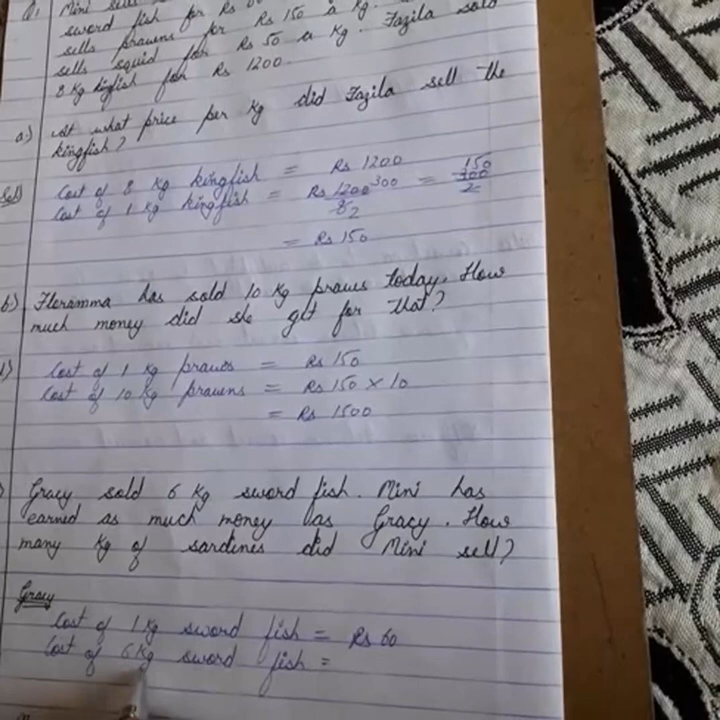 Q1 Mini sells
sword fish for Rs
sells prawns for Rs 150 a Kg.
sells squid for Rs 50 a Kg. Fazila sold
8 Kg kingfish for Rs 1200.
a) At what price per Kg did Fazila sell the
kingfish?
Sol) Cost of 8 Kg kingfish = Rs 1200
Cost of 1 Kg kingfish = Rs 1200 300 / 8 2 = 150 300 / 2
= Rs 150
b) Floramma has sold 10 Kg prawns today. How
much money did she get for that?
Cost of 1 Kg prawns = Rs 150
Cost of 10 Kg prawns = Rs 150 × 10
= Rs 1500
Gracy sold 6 Kg sword fish. Mini has
earned as much money as Gracy. How
many Kg of sardines did Mini sell?
Gracy
Cost of 1 Kg sword fish = Rs 60
Cost of 6 Kg sword fish =